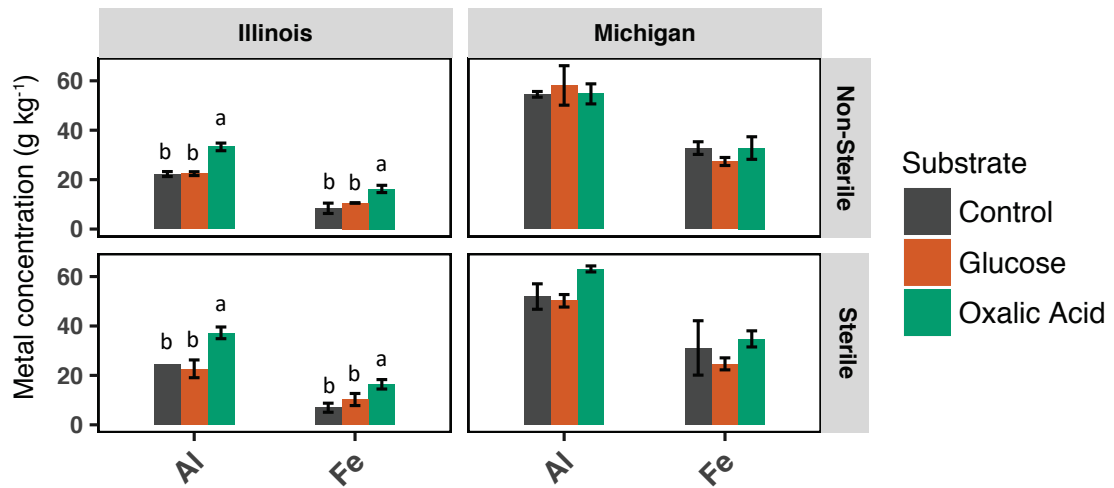 Illinois
Michigan
Metal concentration (g kg⁻¹)
60
40
20
0
b b a
b b a
Non-Sterile
60
40
20
0
b b a
b b a
Sterile
Al
Fe
Al
Fe
Substrate
Control
Glucose
Oxalic Acid